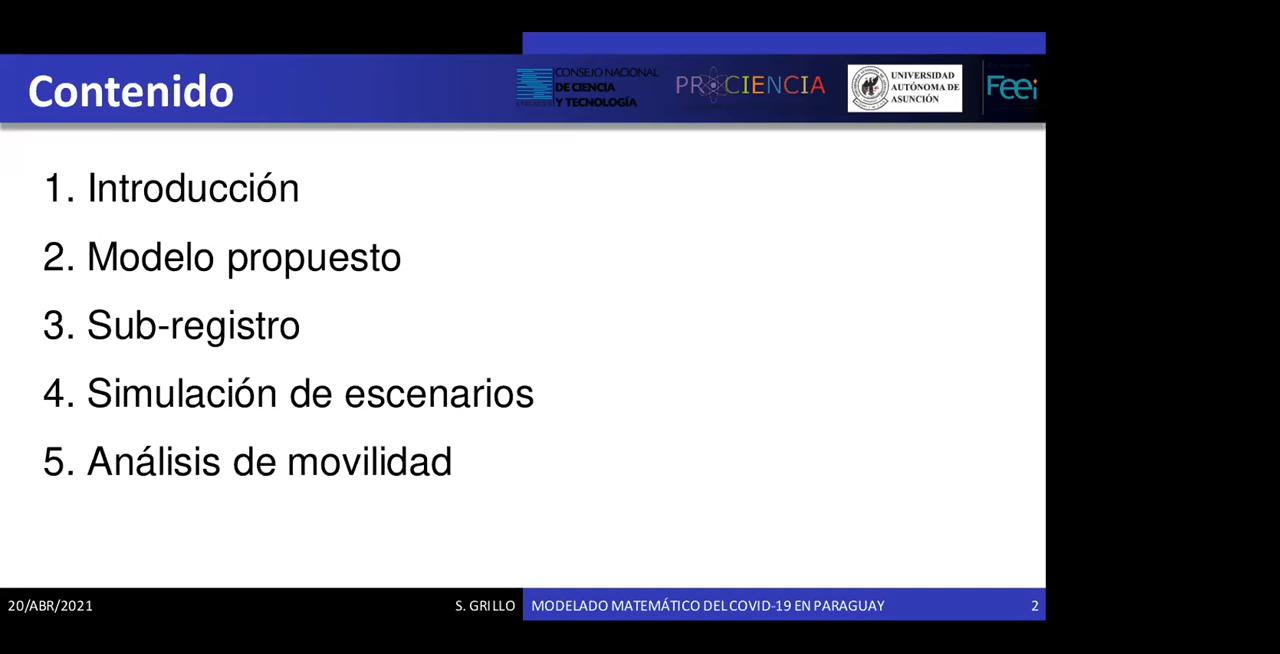 Contenido
CONSEJO NACIONAL
DE CIENCIA
Y TECNOLOGÍA
PROCIENCIA
UNIVERSIDAD
AUTÓNOMA DE
ASUNCIÓN
Feei
1. Introducción
2. Modelo propuesto
3. Sub-registro
4. Simulación de escenarios
5. Análisis de movilidad
20/ABR/2021
S. GRILLO
MODELADO MATEMÁTICO DEL COVID-19 EN PARAGUAY
2